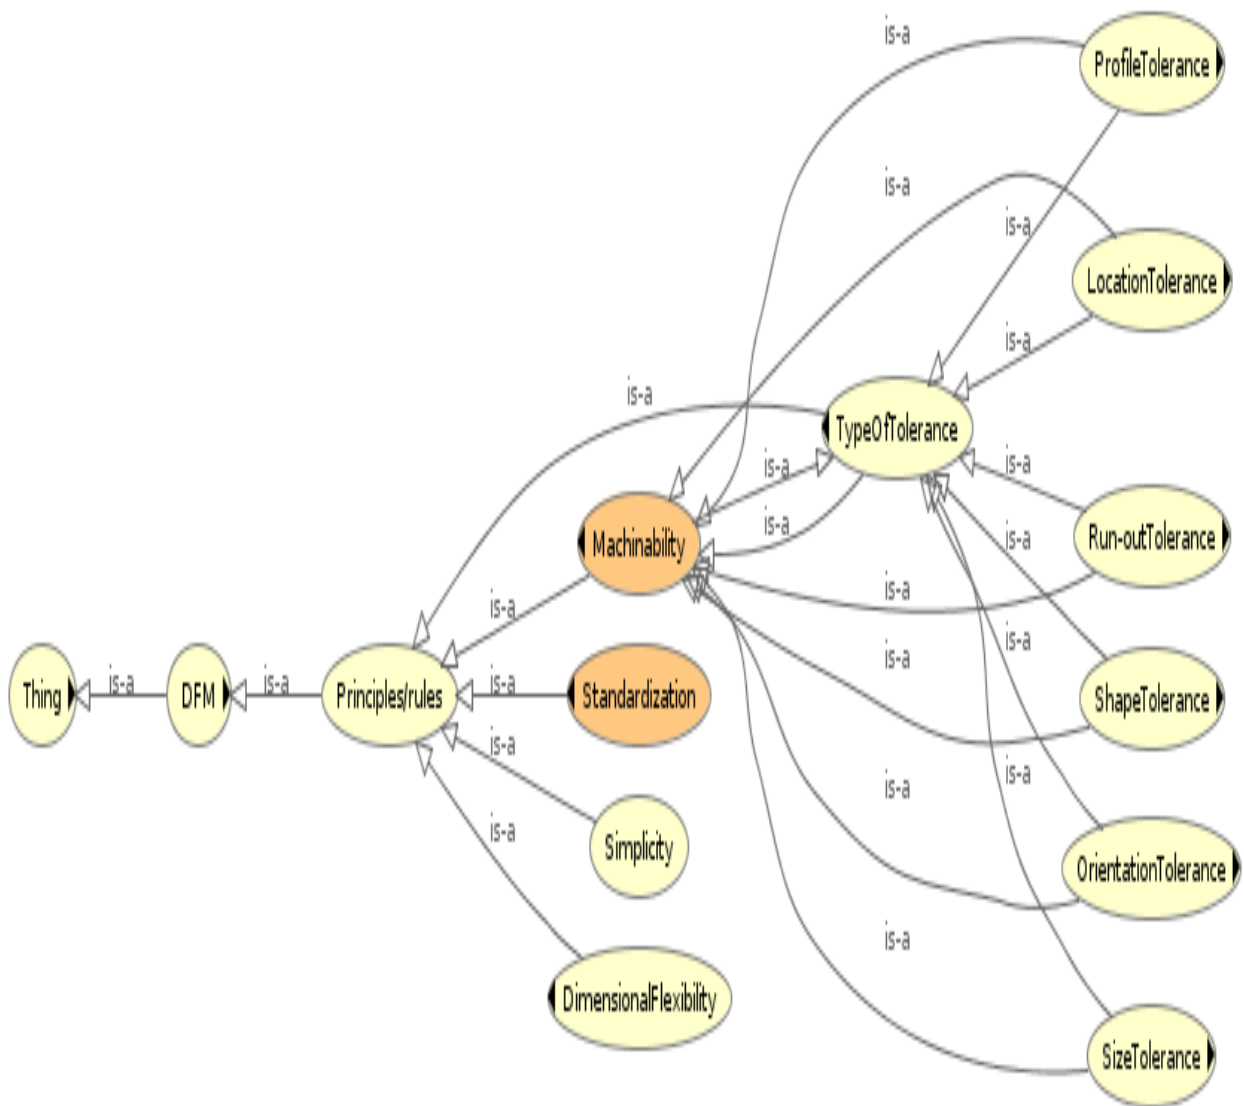 is-a
ProfileTolerance
is-a
is-a
LocationTolerance
is-a
is-a
TypeOfTolerance
is-a
is-a
Machinability
is-a
Run-outTolerance
is-a
is-a
is-a
is-a
is-a
Thing
is-a
DFM
is-a
Principles/rules
is-a
Standardization
ShapeTolerance
is-a
is-a
is-a
is-a
Simplicity
OrientationTolerance
is-a
DimensionalFlexibility
SizeTolerance